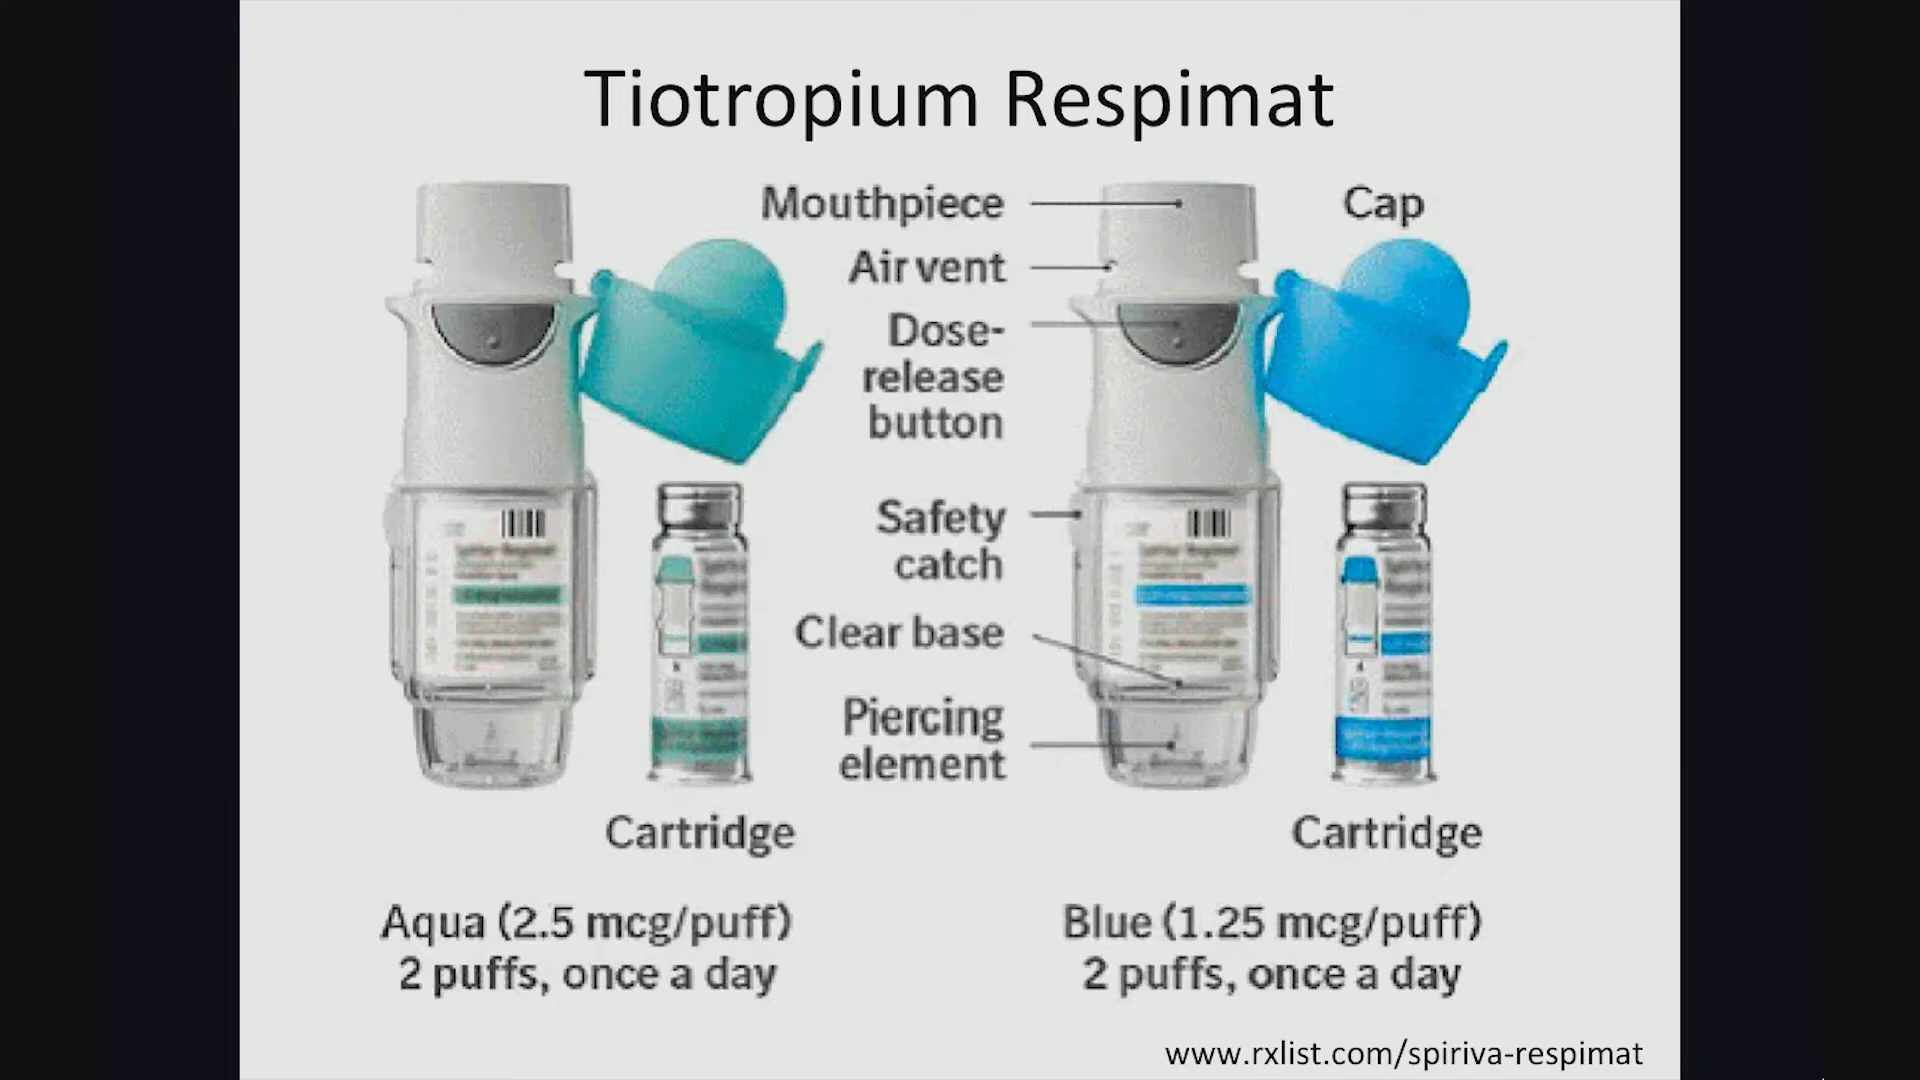 Tiotropium Respimat
Mouthpiece
Cap
Air vent
Dose-
release
button
Safety
catch
Clear base
Piercing
element
Cartridge
Cartridge
Aqua (2.5 mcg/puff)
2 puffs, once a day
Blue (1.25 mcg/puff)
2 puffs, once a day
www.rxlist.com/spiriva-respimat